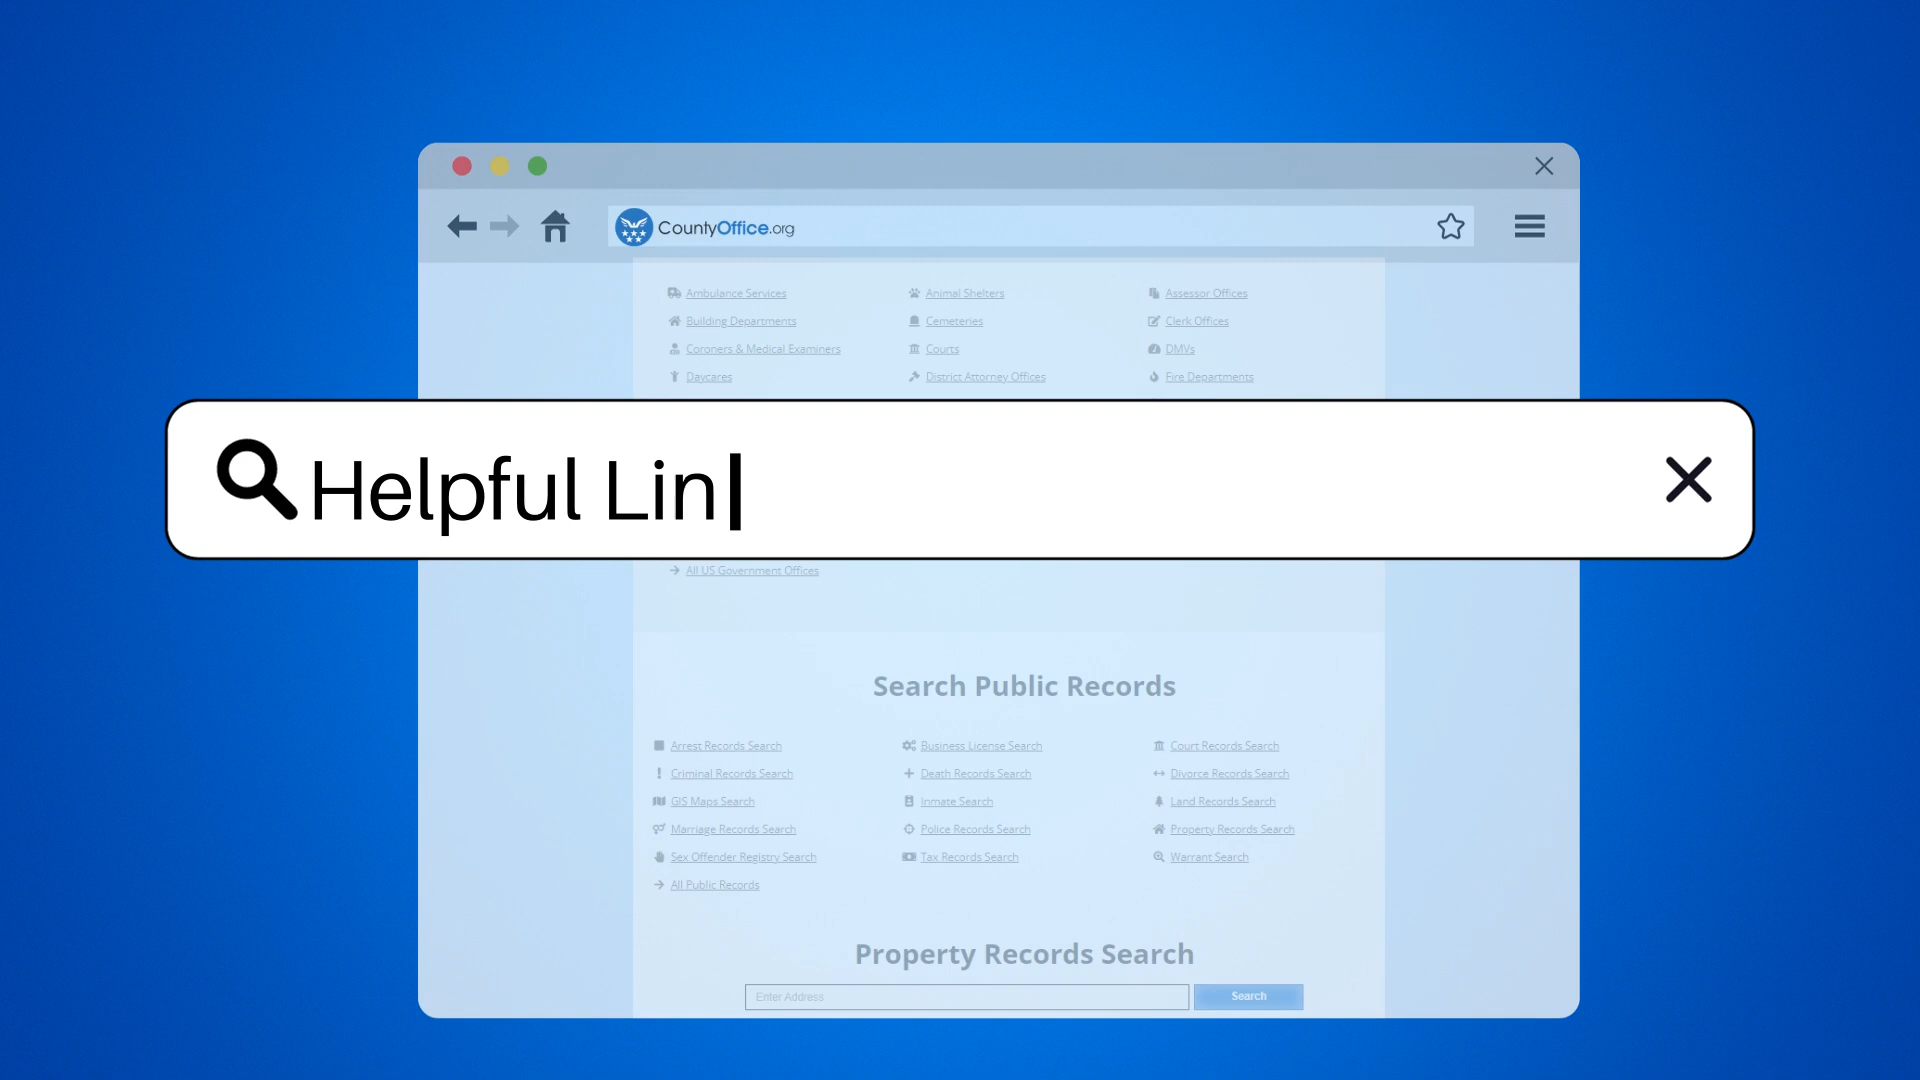 CountyOffice.org
Ambulance Services Animal Shelters Assessor Offices
Building Departments Cemeteries Clerk Offices
Coroners & Medical Examiners Courts DMVs
Daycares District Attorney Offices Fire Departments
Helpful Lin
All US Government Offices
Search Public Records
Arrest Records Search Business License Search Court Records Search
Criminal Records Search Death Records Search Divorce Records Search
GIS Maps Search Inmate Search Land Records Search
Marriage Records Search Police Records Search Property Records Search
Sex Offender Registry Search Tax Records Search Warrant Search
All Public Records
Property Records Search
Enter Address Search